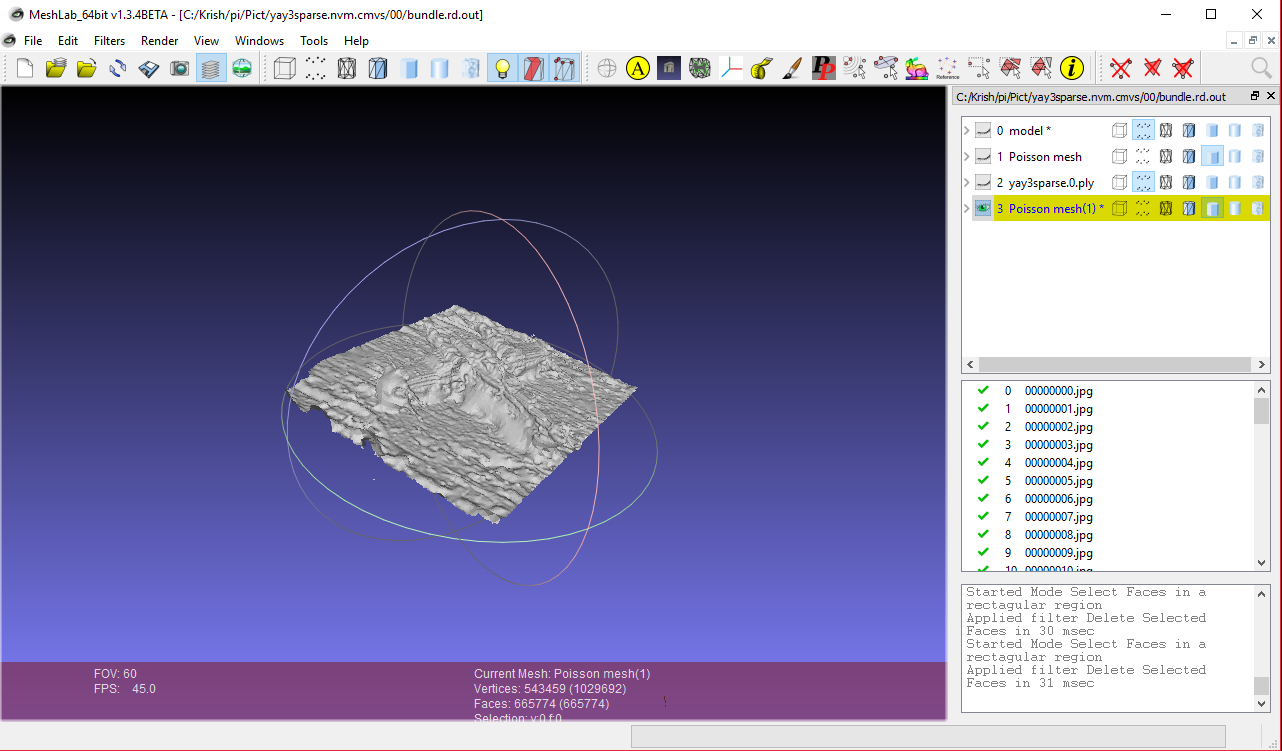 MeshLab_64bit v1.3.4BETA - [C:/Krish/pi/Pict/yay3sparse.nvm.cmvs/00/bundle.rd.out]
File Edit Filters Render View Windows Tools Help
A
PP
Reference
i
C:/Krish/pi/Pict/yay3sparse.nvm.cmvs/00/bundle.rd.out
0 model *
1 Poisson mesh
2 yay3sparse.0.ply
3 Poisson mesh(1) *
0 00000000.jpg
1 00000001.jpg
2 00000002.jpg
3 00000003.jpg
4 00000004.jpg
5 00000005.jpg
6 00000006.jpg
7 00000007.jpg
8 00000008.jpg
9 00000009.jpg
10 00000010.jpg
Started Mode Select Faces in a
rectagular region
Applied filter Delete Selected
Faces in 30 msec
Started Mode Select Faces in a
rectagular region
Applied filter Delete Selected
Faces in 31 msec
FOV: 60
FPS: 45.0
Current Mesh: Poisson mesh(1)
Vertices: 543459 (1029692)
Faces: 665774 (665774)
Selection: v:0 f:0